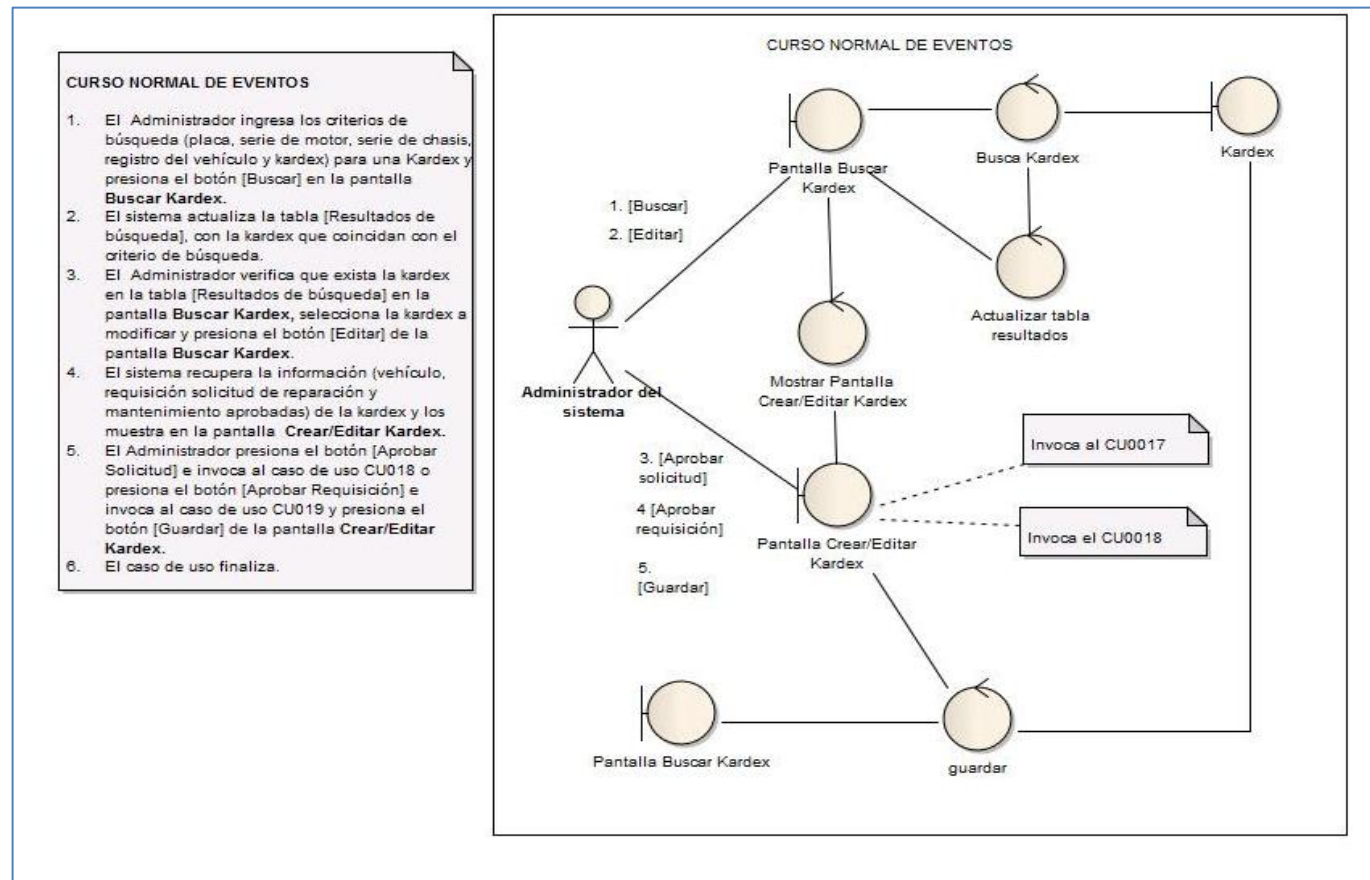 CURSO NORMAL DE EVENTOS
1. El Administrador ingresa los criterios de
búsqueda (placa, serie de motor, serie de chasis,
registro del vehículo y kardex) para una Kardex y
presiona el botón [Buscar] en la pantalla
Buscar Kardex.
2. El sistema actualiza la tabla [Resultados de
búsqueda], con la kardex que coincidan con el
criterio de búsqueda.
3. El Administrador verifica que exista la kardex
en la tabla [Resultados de búsqueda] en la
pantalla Buscar Kardex, selecciona la kardex a
modificar y presiona el botón [Editar] de la
pantalla Buscar Kardex.
4. El sistema recupera la información (vehículo,
requisición solicitud de reparación y
mantenimiento aprobadas) de la kardex y los
muestra en la pantalla Crear/Editar Kardex.
5. El Administrador presiona el botón [Aprobar
Solicitud] e invoca al caso de uso CU018 o
presiona el botón [Aprobar Requisición] e
invoca al caso de uso CU019 y presiona el
botón [Guardar] de la pantalla Crear/Editar
Kardex.
6. El caso de uso finaliza.
CURSO NORMAL DE EVENTOS
Pantalla Buscar
Kardex
Busca Kardex
Kardex
1. [Buscar]
2. [Editar]
Actualizar tabla
resultados
Administrador del
sistema
Mostrar Pantalla
Crear/Editar Kardex
Invoca al CU0017
3. [Aprobar
solicitud]
4 [Aprobar
requisición]
Invoca el CU0018
Pantalla Crear/Editar
Kardex
5.
[Guardar]
Pantalla Buscar Kardex
guardar